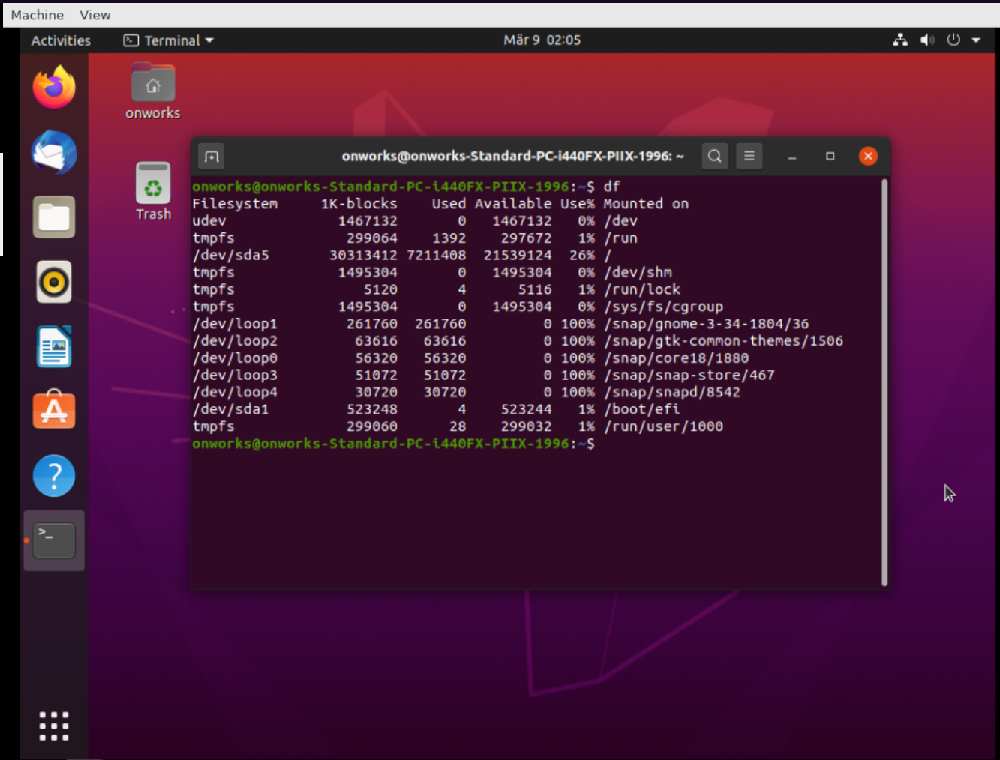 Machine View
Activities Terminal Mär 9 02:05
onworks
Trash
onworks@onworks-Standard-PC-i440FX-PIIX-1996: ~
onworks@onworks-Standard-PC-i440FX-PIIX-1996:~$ df
Filesystem 1K-blocks Used Available Use% Mounted on
udev 1467132 0 1467132 0% /dev
tmpfs 299064 1392 297672 1% /run
/dev/sda5 30313412 7211408 21539124 26% /
tmpfs 1495304 0 1495304 0% /dev/shm
tmpfs 5120 4 5116 1% /run/lock
tmpfs 1495304 0 1495304 0% /sys/fs/cgroup
/dev/loop1 261760 261760 0 100% /snap/gnome-3-34-1804/36
/dev/loop2 63616 63616 0 100% /snap/gtk-common-themes/1506
/dev/loop0 56320 56320 0 100% /snap/core18/1880
/dev/loop3 51072 51072 0 100% /snap/snap-store/467
/dev/loop4 30720 30720 0 100% /snap/snapd/8542
/dev/sda1 523248 4 523244 1% /boot/efi
tmpfs 299060 28 299032 1% /run/user/1000
onworks@onworks-Standard-PC-i440FX-PIIX-1996:~$